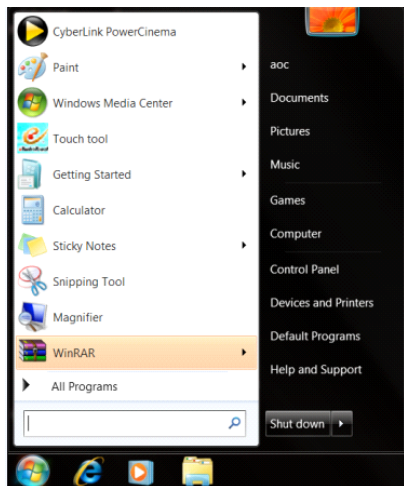 CyberLink PowerCinema
Paint
Windows Media Center
Touch tool
Getting Started
Calculator
Sticky Notes
Snipping Tool
Magnifier
WinRAR
All Programs
aoc
Documents
Pictures
Music
Games
Computer
Control Panel
Devices and Printers
Default Programs
Help and Support
Shut down